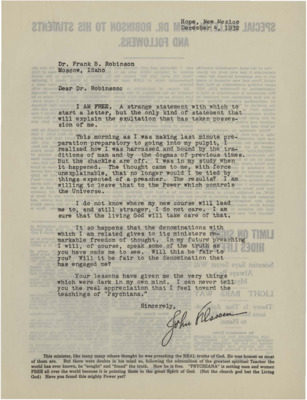 Hope, New Mexico
December 4, 1932
Dr. Frank B. Robinson
Moscow, Idaho
Dear Dr. Robinson:
I AM FREE. A strange statement with which to
start a letter, but the only kind of statement that
will explain the exultation that has taken posses-
sion of me.
This morning as I was making last minute pre-
paration preparatory to going into my pulpit, I
realized how I was harrassed and bound by the tra-
ditions of man and by the dogmas of previous times.
But the shackles are off. I was in my study when
it happened. The thought came to me, with force
unexplainable, that no longer would I be tied by
things expected of a preacher. The result? I am
willing to leave that to the Power which controls
the Universe.
I do not know where my new course will lead
me to, and still stranger, I do not care. I am
sure that the living God will take care of that.
It so happens that the denominations with
which I am related gives to its ministers re-
markable freedom of thought. In my future preaching
I will, of course, speak some of the truth as
you have made me to see. Will this be fair to
you? Will it be fair to the denomination that
has engaged me?
Your lessons have given me the very things
which were dark in my own mind. I can never tell
you the real appreciation that I feel toward the
teachings of "Psychiana."
Sincerely,
John
This minister, like many many others thought he was preaching the REAL truths of God. He was honest as most
of them are. But there were doubts in his mind so, following the admonition of the greatest spiritual Teacher
the world has ever known, he "sought" and "found" the truth. Now he is free. "PSYCHIANA" is setting men and women
FREE all over the world because it is pointing them to the great Spirit of God. (Not the church god but the living
God) Have you found this mighty Power yet?